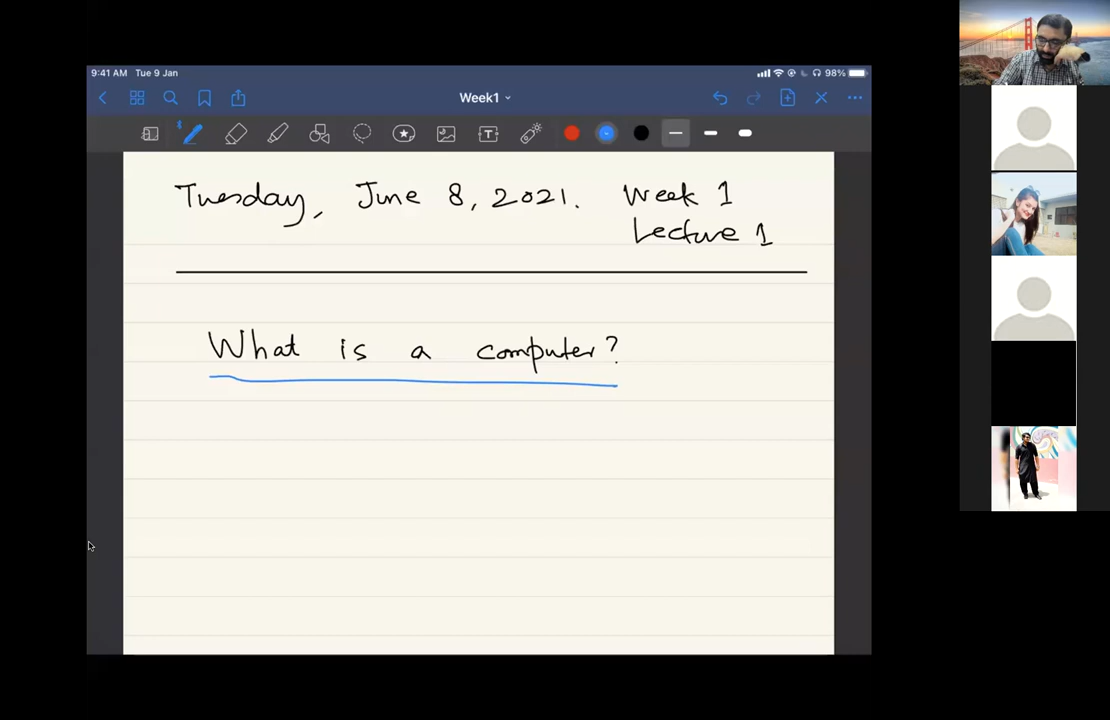 9:41 AM Tue 9 Jan 98%
Week1
T
Tuesday, June 8, 2021. Week 1
Lecture 1
What is a computer?